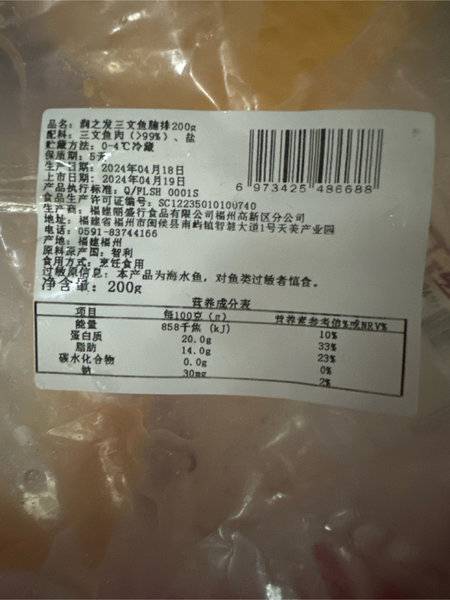 品名：润之发三文鱼腩排200g
配料：三文鱼肉（>99%）、盐
贮藏方法：0-4℃冷藏
保质期：5天
生产日期：2024年04月18日
上市日期：2024年04月19日
产品执行标准：Q/FLSH 0001S
食品生产许可证编号：SC12235010100740
生产商：福建丽盛行食品有限公司福州高新区分公司
地址：福建省福州市闽侯县南屿镇智慧大道1号天美产业园
电话：0591-83744166
产地：福建福州
原料原产国：智利
食用方式：烹饪食用
过敏原信息：本产品为海水鱼，对鱼类过敏者慎食。
净含量：200g
6 973425 486688
营养成分表
项目 每100克（g） 营养素参考值%或NRV%
能量 858千焦（kJ） 10%
蛋白质 20.0g 33%
脂肪 14.0g 23%
碳水化合物 0.0g 0%
钠 30mg 2%